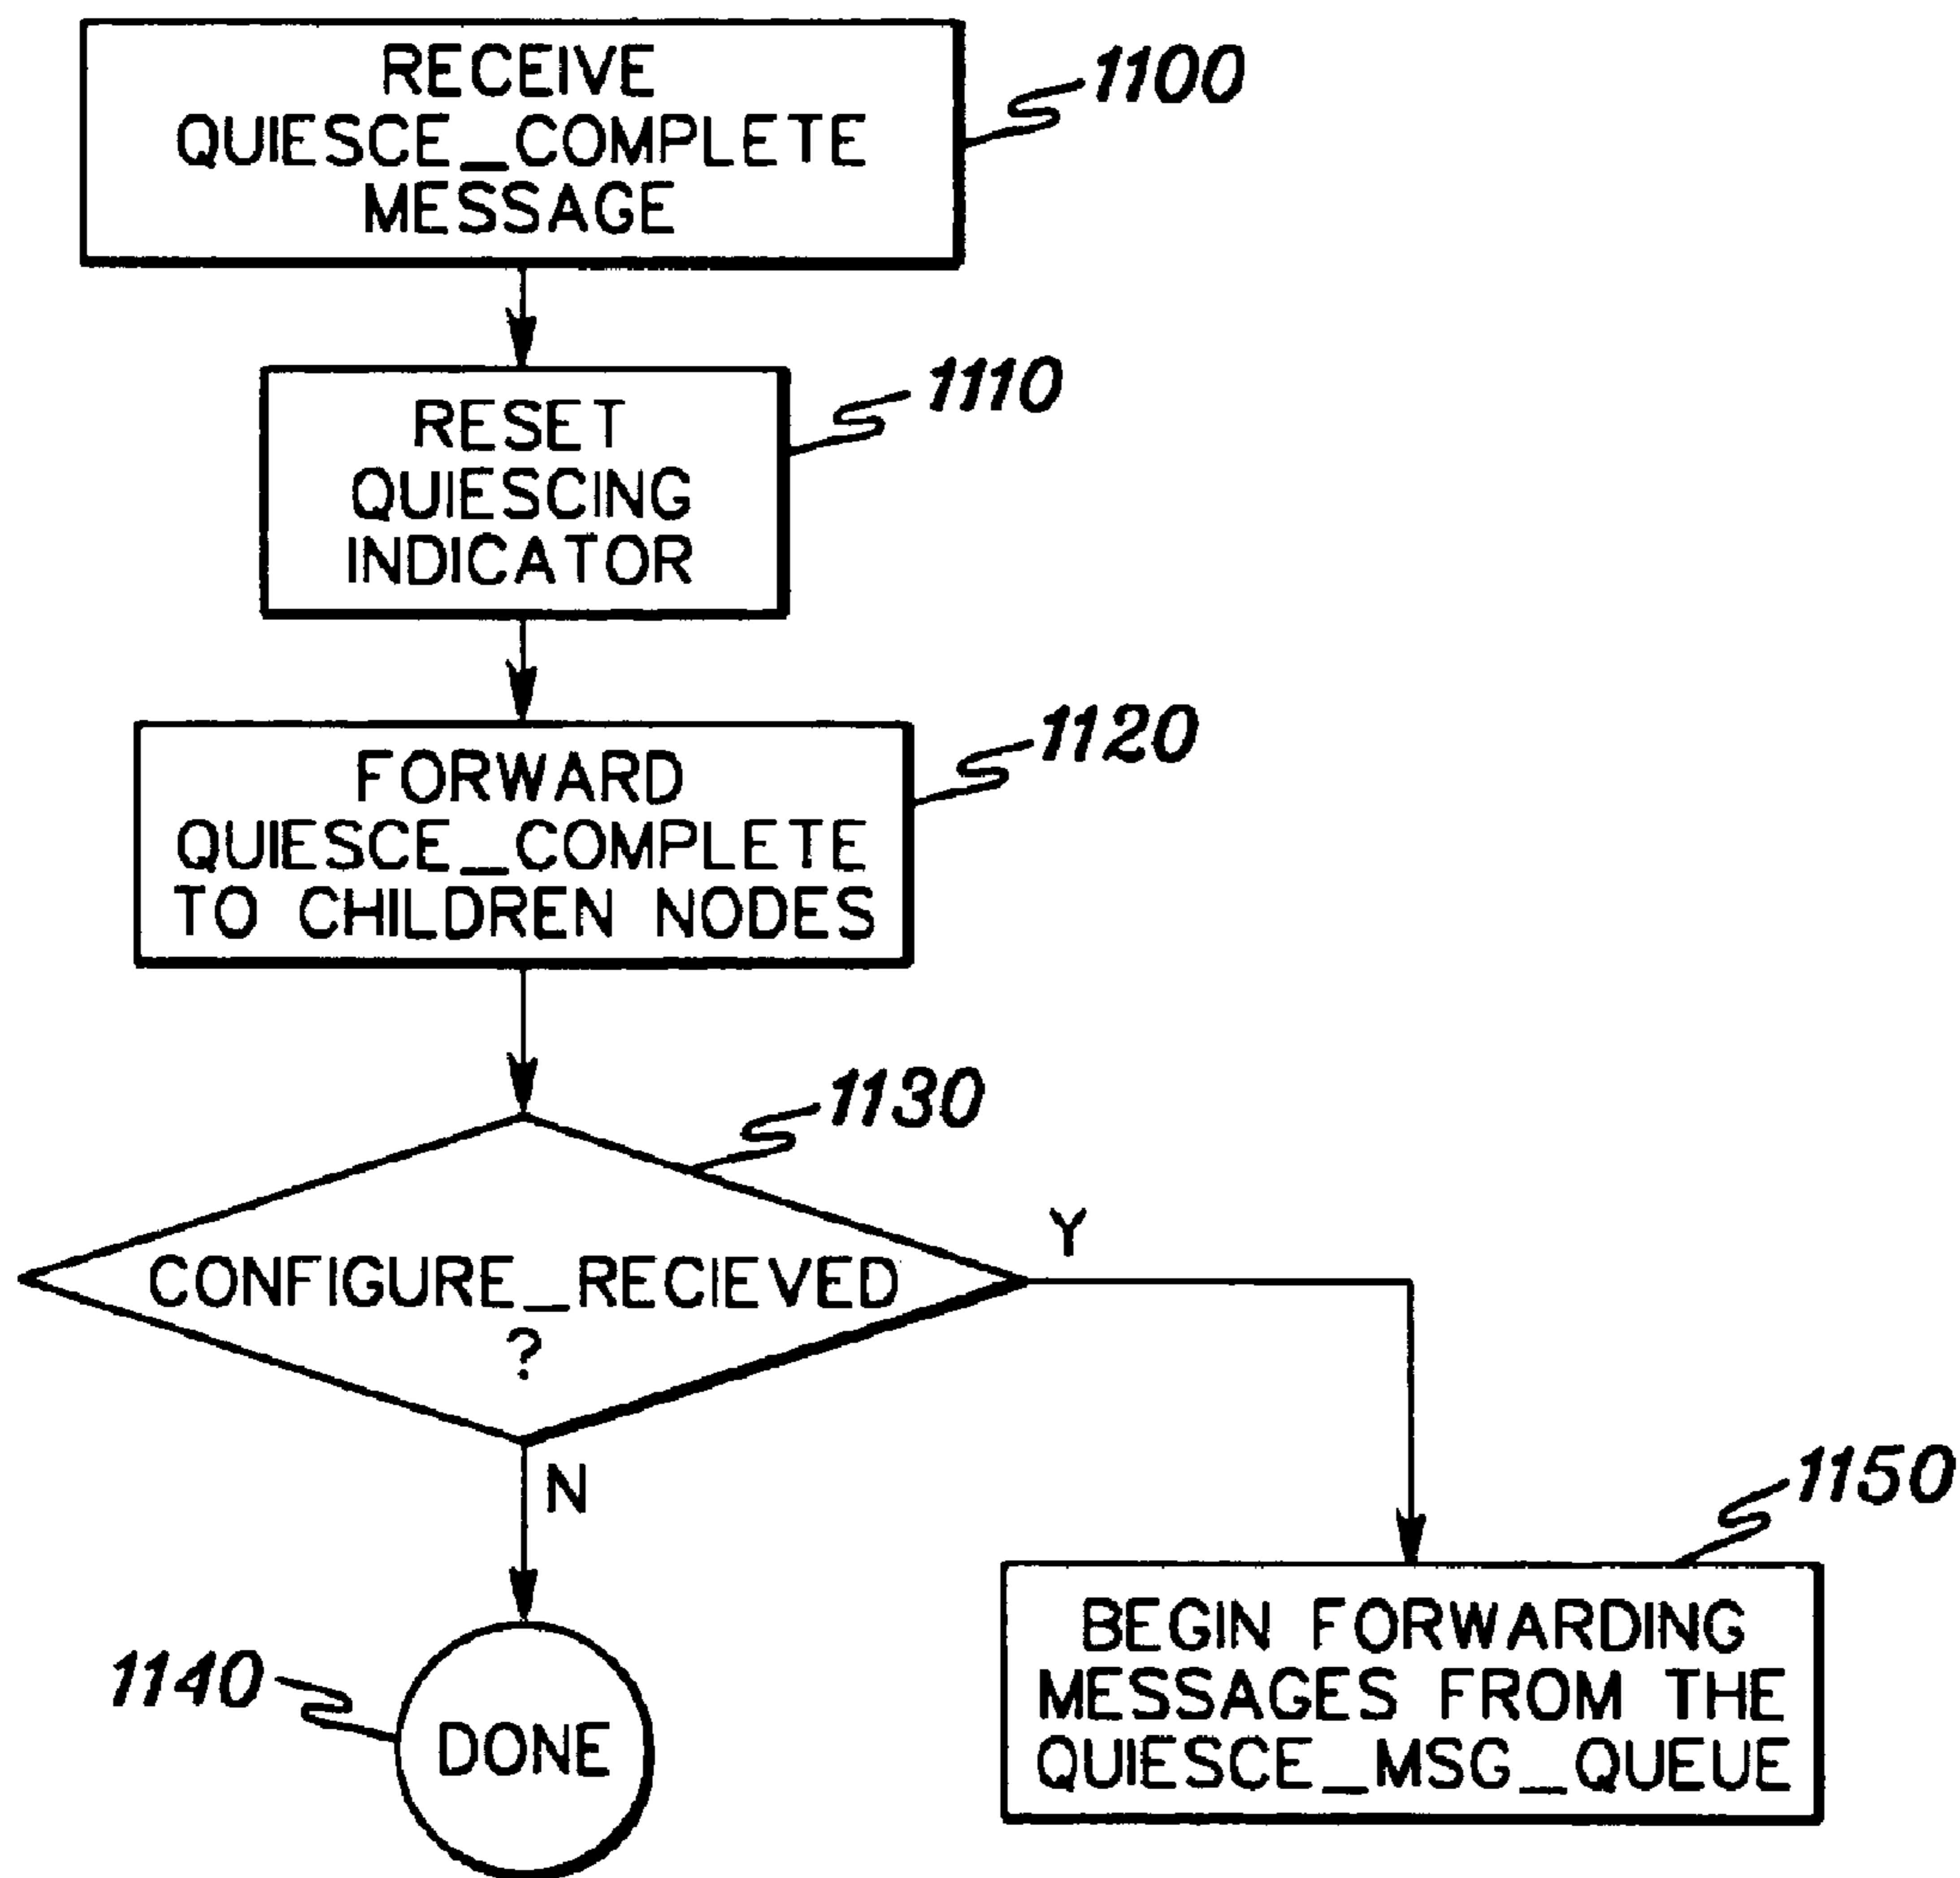 RECEIVE
QUIESCE_COMPLETE
MESSAGE
1100
RESET
QUIESCING
INDICATOR
1110
FORWARD
QUIESCE_COMPLETE
TO CHILDREN NODES
1120
CONFIGURE_RECIEVED
?
1130
Y
N
DONE
1140
BEGIN FORWARDING
MESSAGES FROM THE
QUIESCE_MSG_QUEUE
1150